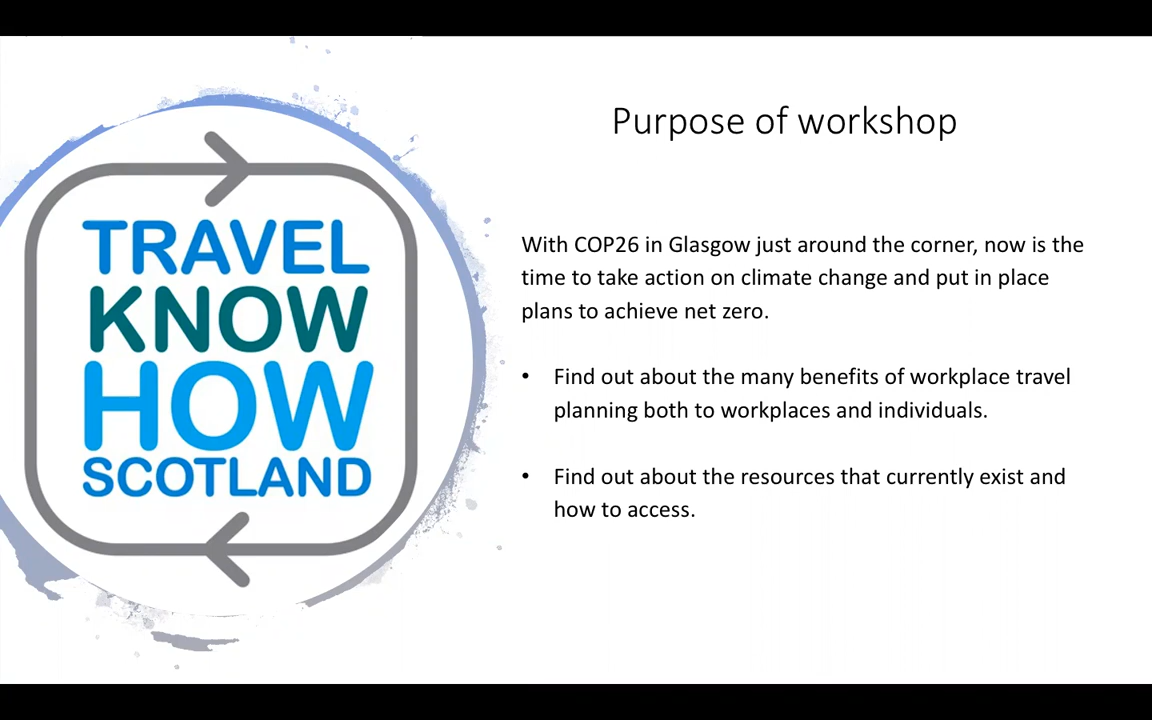 TRAVEL
KNOW
HOW
SCOTLAND
Purpose of workshop
With COP26 in Glasgow just around the corner, now is the
time to take action on climate change and put in place
plans to achieve net zero.
• Find out about the many benefits of workplace travel
planning both to workplaces and individuals.
• Find out about the resources that currently exist and
how to access.